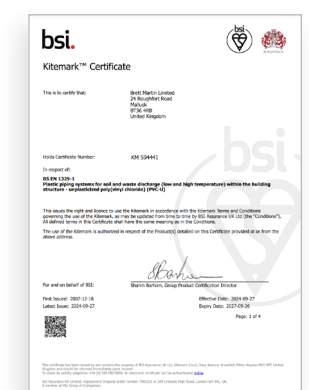 bsi.
bsi
By Royal Charter
Kitemark™ Certificate
This is to certify that:
Brett Martin Limited
24 Roughfort Road
Mallusk
BT36 4RB
United Kingdom
bsi
Holds Certificate Number:
KM 504441
In respect of:
BS EN 1329-1
Plastic piping systems for soil and waste discharge (low and high temperature) within the building
structure - unplasticized poly(vinyl chloride) (PVC-U)
This issues the right and licence to use the Kitemark in accordance with the Kitemark Terms and Conditions
governing the use of the Kitemark, as may be updated from time to time by BSI Assurance UK Ltd (the "Conditions").
All defined terms in this Certificate shall have the same meaning as in the Conditions.
The use of the Kitemark is authorized in respect of the Product(s) detailed on this Certificate provided at or from the
above address.
For and on behalf of BSI:
Shahm Barhom, Group Product Certification Director
First Issued: 2007-12-18
Effective Date: 2024-09-27
Latest Issue: 2024-09-27
Expiry Date: 2027-09-26
Page: 1 of 4